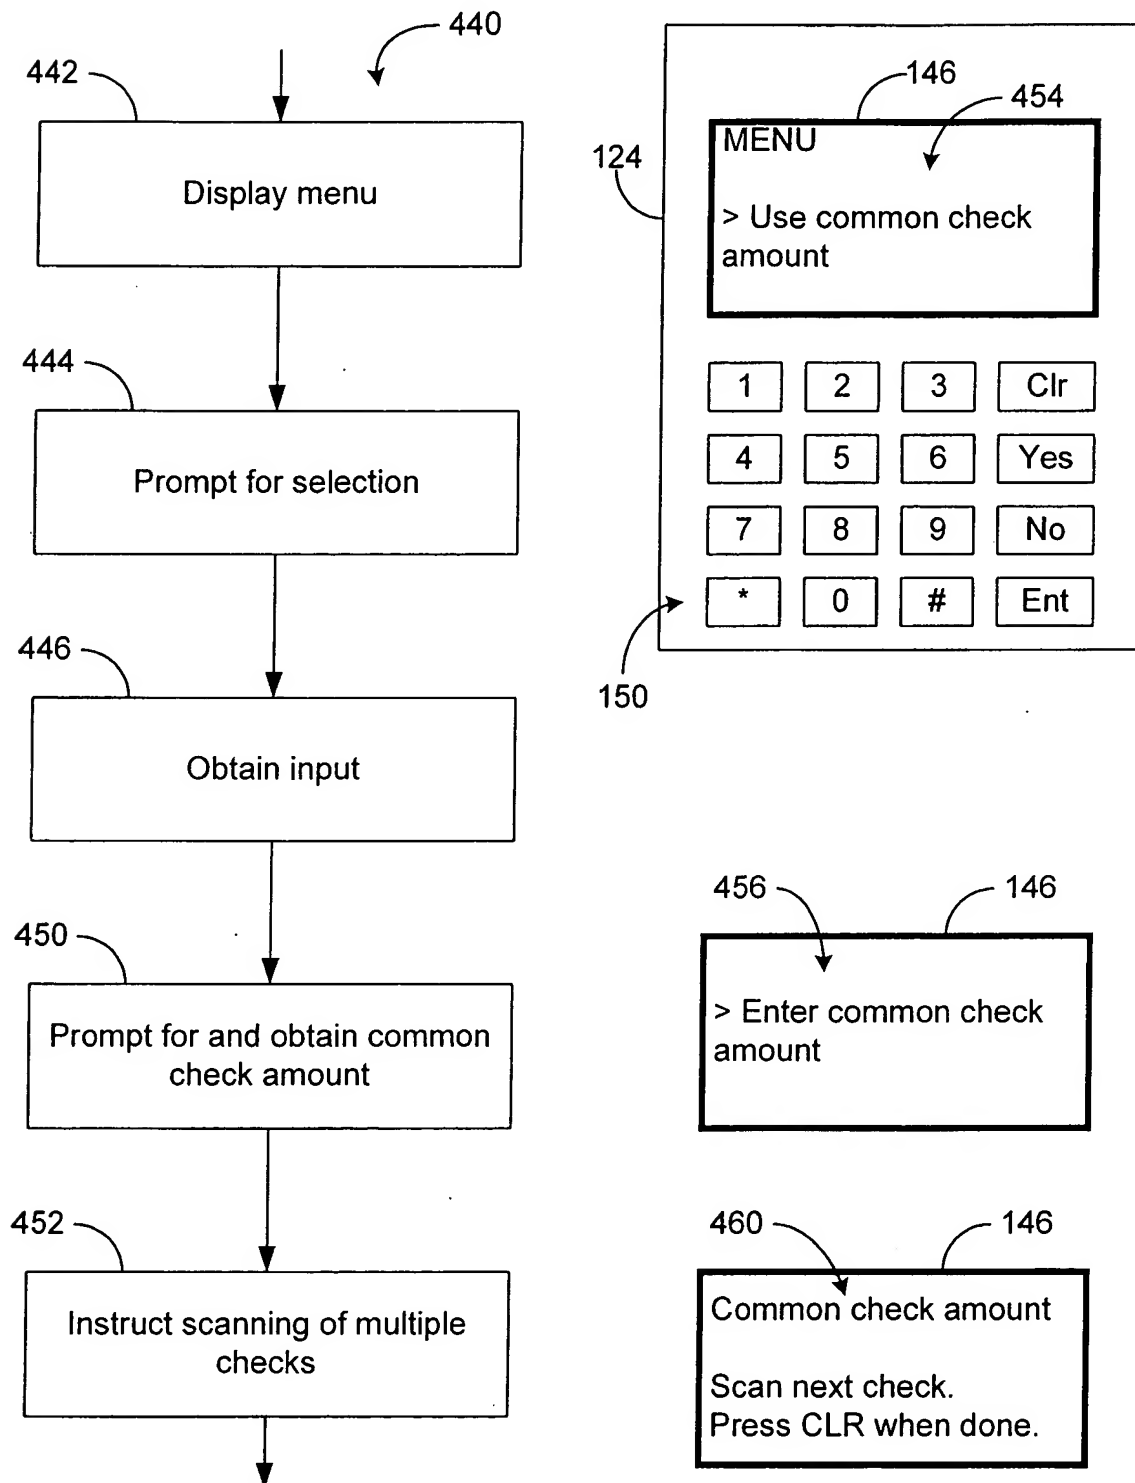 440
442
Display menu
444
Prompt for selection
446
Obtain input
450
Prompt for and obtain common
check amount
452
Instruct scanning of multiple
checks
146
454
124
MENU
> Use common check
amount
1 2 3 Clr
4 5 6 Yes
7 8 9 No
* 0 # Ent
150
456
146
> Enter common check
amount
460
146
Common check amount
Scan next check.
Press CLR when done.